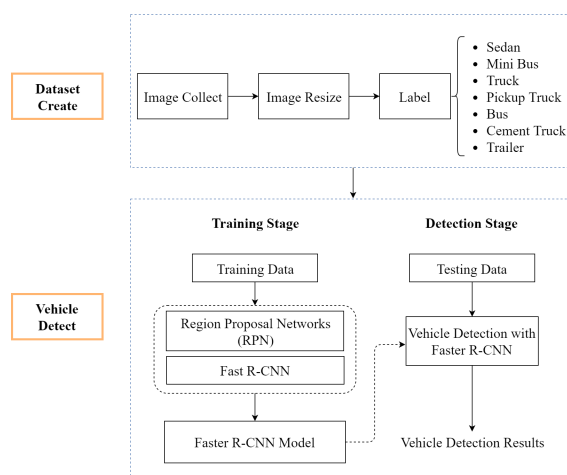 Dataset
Create
Image Collect
Image Resize
Label
Sedan
Mini Bus
Truck
Pickup Truck
Bus
Cement Truck
Trailer
Vehicle
Detect
Training Stage
Training Data
Region Proposal Networks
(RPN)
Fast R-CNN
Faster R-CNN Model
Detection Stage
Testing Data
Vehicle Detection with
Faster R-CNN
Vehicle Detection Results